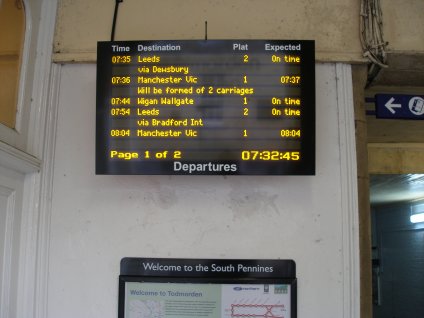 Time Destination Plat Expected
07:35 Leeds 2 On time
via Dewsbury
07:36 Manchester Vic 1 07:37
Will be formed of 2 carriages
07:44 Wigan Wallgate 1 On time
07:54 Leeds 2 On time
via Bradford Int
08:04 Manchester Vic 1 08:04
Page 1 of 2 07:32:45
Departures
Welcome to the South Pennines
Welcome to Todmorden
northern